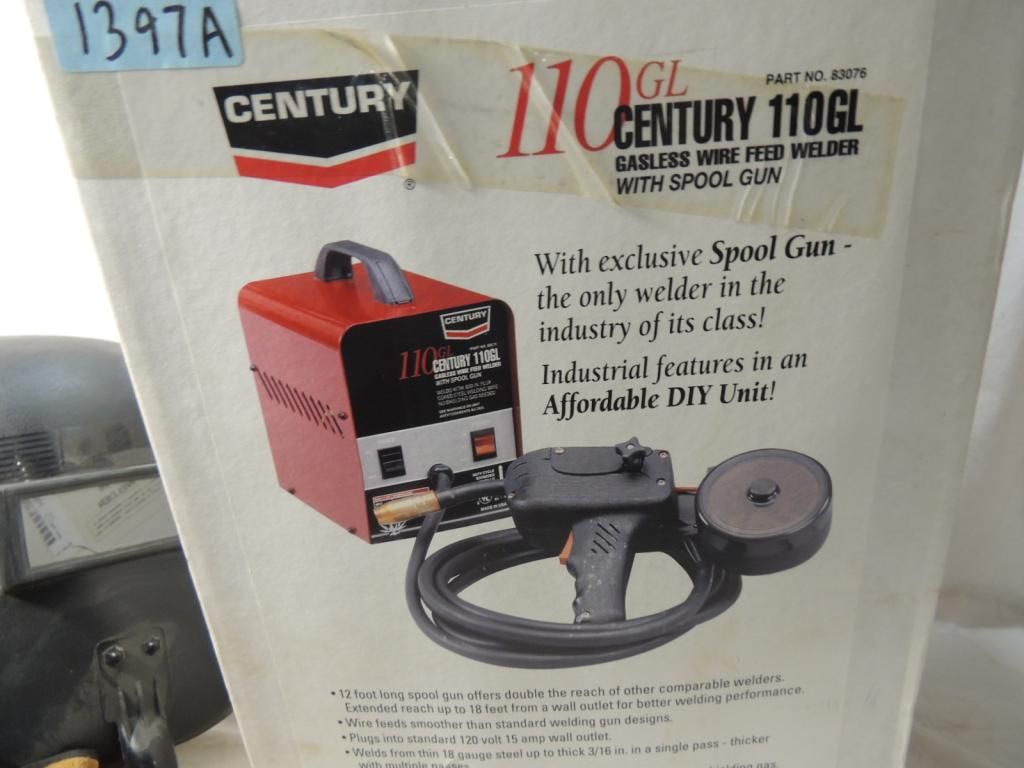 1397A
CENTURY
®
110GL
PART NO. 83076
CENTURY 110GL
GASLESS WIRE FEED WELDER
WITH SPOOL GUN
With exclusive Spool Gun -
the only welder in the
industry of its class!
Industrial features in an
Affordable DIY Unit!
CENTURY
110GL
CENTURY 110GL
GASLESS WIRE FEED WELDER
WITH SPOOL GUN
• 12 foot long spool gun offers double the reach of other comparable welders.
Extended reach up to 18 feet from a wall outlet for better welding performance.
• Wire feeds smoother than standard welding gun designs.
• Plugs into standard 120 volt 15 amp wall outlet.
• Welds from thin 18 gauge steel up to thick 3/16 in. in a single pass - thicker
with multiple passes
gas.